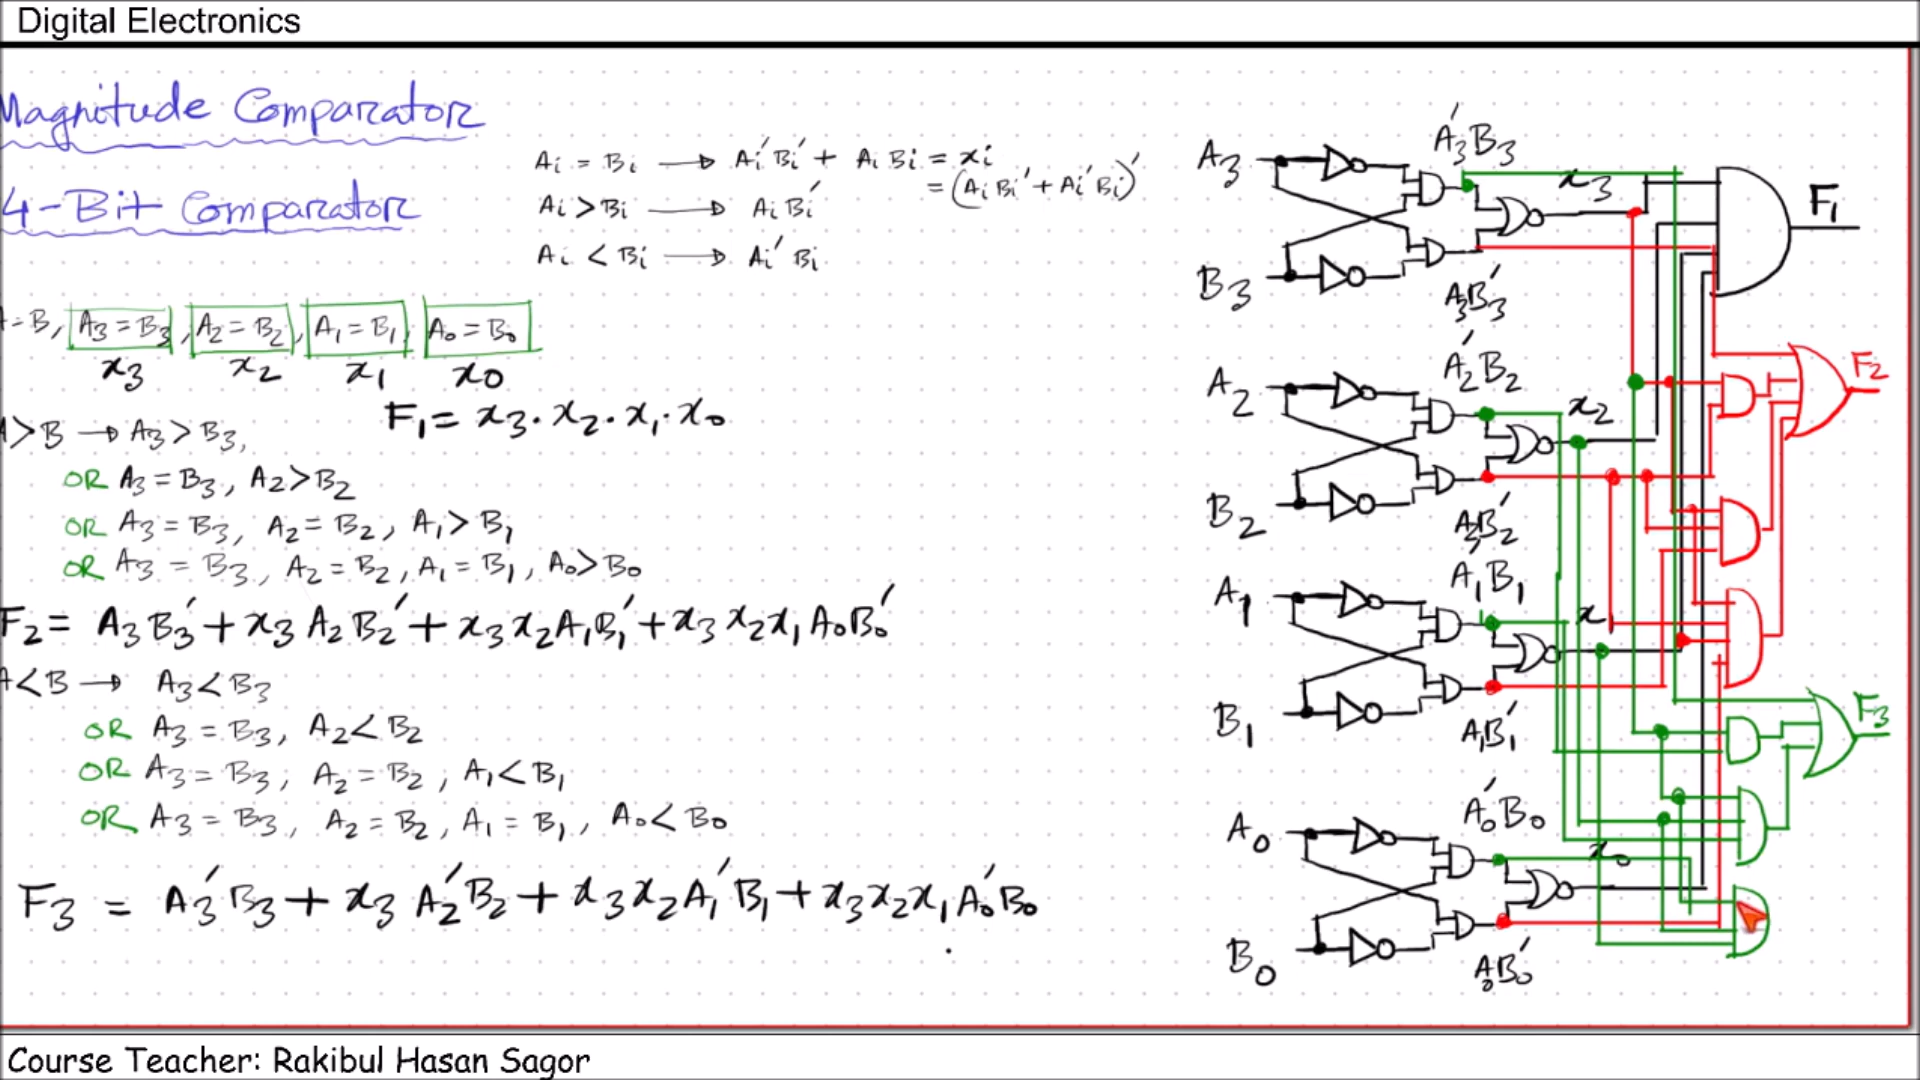 Digital Electronics
Magnitude Comparator
4-Bit Comparator
Ai = Bi → Ai'Bi' + AiBi = xi
= (AiBi' + Ai'Bi)'
Ai > Bi → AiBi'
Ai < Bi → Ai'Bi
= B, A3 = B3, A2 = B2, A1 = B1, A0 = B0
x3 x2 x1 x0
F1 = x3 · x2 · x1 · x0
A>B → A3 > B3,
OR A3 = B3, A2 > B2
OR A3 = B3, A2 = B2, A1 > B1
OR A3 = B3, A2 = B2, A1 = B1, A0 > B0
F2 = A3B3' + x3A2B2' + x3x2A1B1' + x3x2x1A0B0'
A<B → A3 < B3
OR A3 = B3, A2 < B2
OR A3 = B3, A2 = B2, A1 < B1
OR A3 = B3, A2 = B2, A1 = B1, A0 < B0
F3 = A3'B3 + x3A2'B2 + x3x2A1'B1 + x3x2x1A0'B0
A3
A3'B3
x3
F1
B3
A3B3'
A2
A2'B2
x2
F2
B2
A2B2'
A1
A1'B1
x1
B1
A1B1'
F3
A0
A0'B0
x0
B0
A0B0'
Course Teacher: Rakibul Hasan Sagor